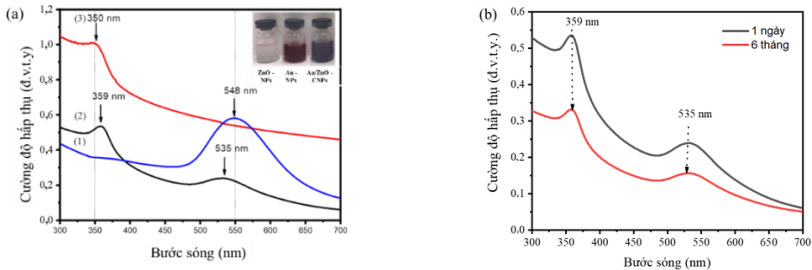 (a)
Cường độ hấp thụ (đ.v.t.y)
1,2
1,0
0,8
0,6
0,4
0,2
0,0
(3) 350 nm
359 nm
548 nm
535 nm
(2)
(1)
ZnO - NPs
Au - NPs
Au/ZnO - CNPs
300 350 400 450 500 550 600 650 700
Bước sóng (nm)
(b)
Cường độ hấp thụ (đ.v.t.y)
0.6
0.5
0.4
0.3
0.2
0.1
0.0
359 nm
535 nm
1 ngày
6 tháng
300 350 400 450 500 550 600 650 700
Bước sóng (nm)